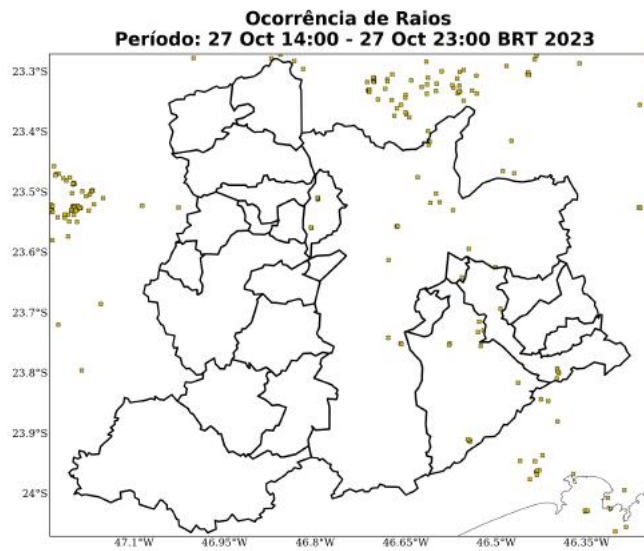 Ocorrência de Raios
Período: 27 Oct 14:00 - 27 Oct 23:00 BRT 2023
23.3°S
23.4°S
23.5°S
23.6°S
23.7°S
23.8°S
23.9°S
24°S
47.1°W 46.95°W 46.8°W 46.65°W 46.5°W 46.35°W